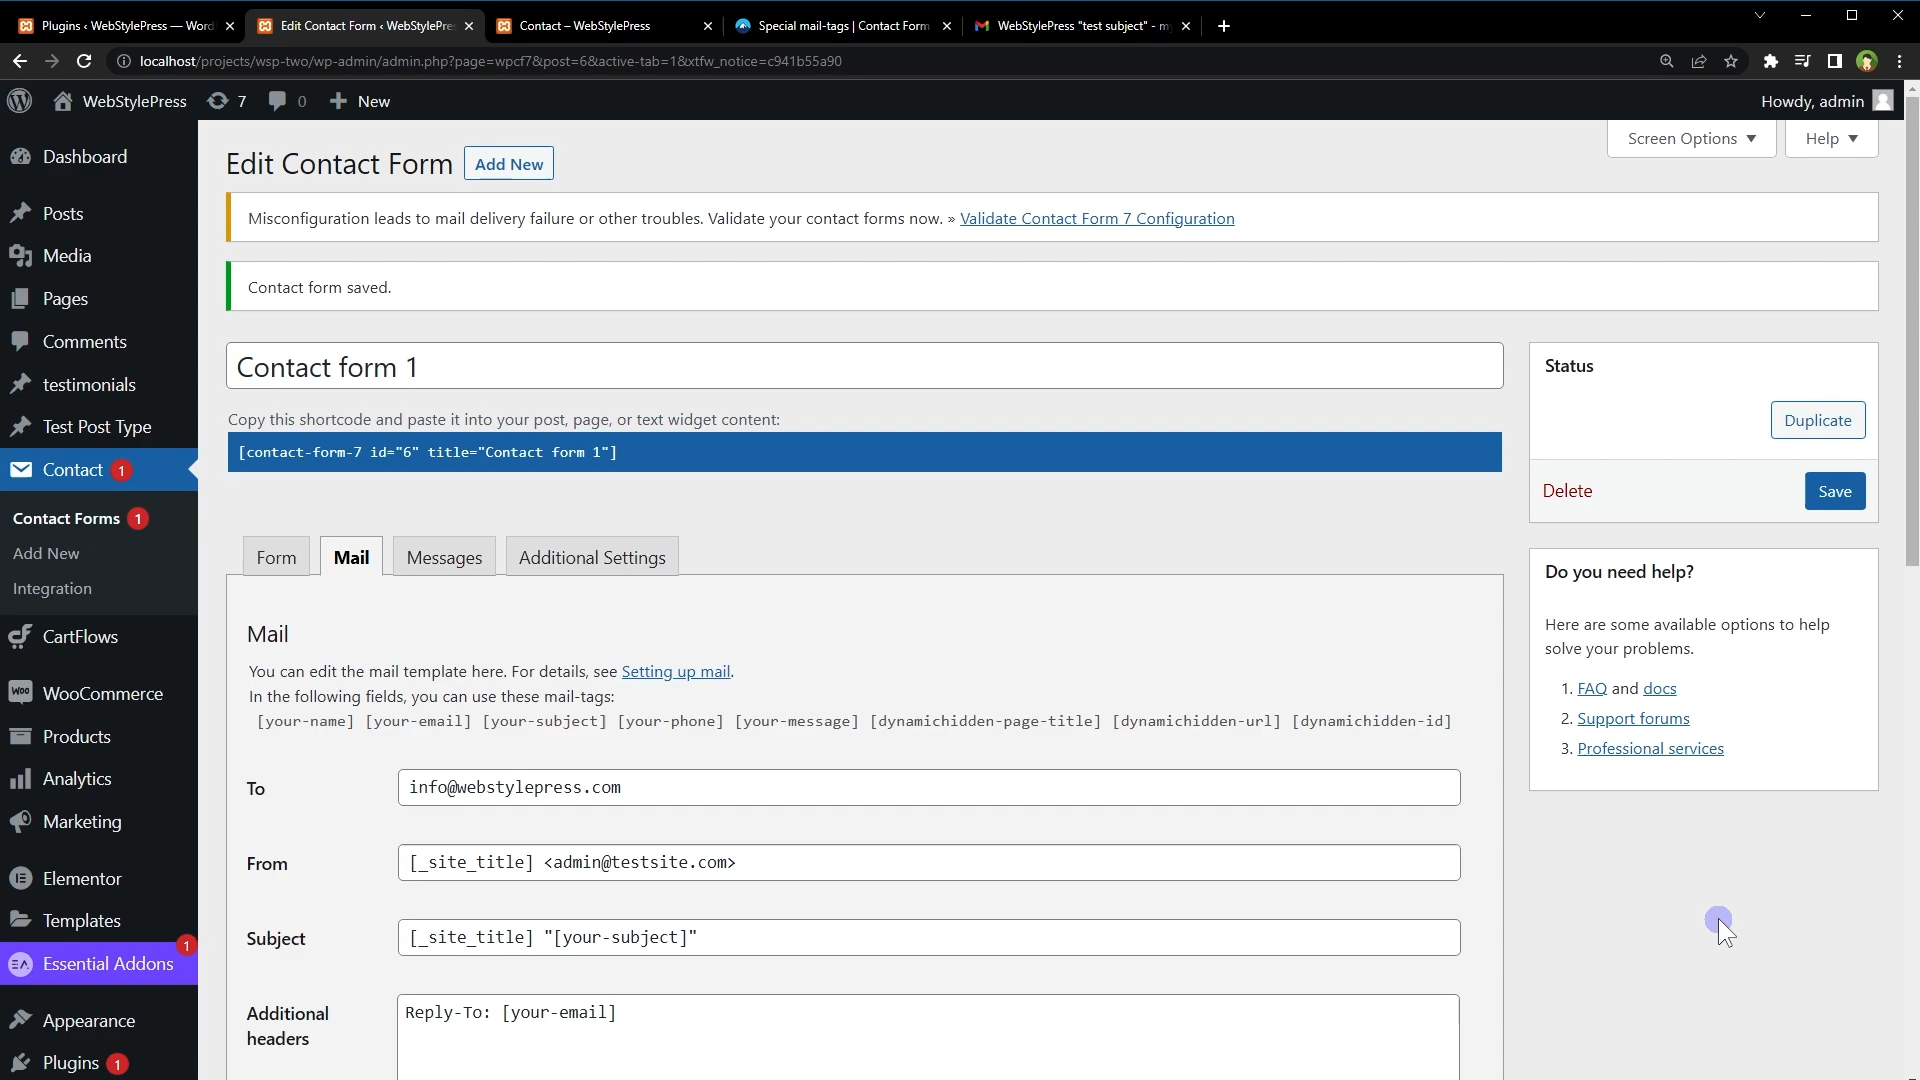 Plugins ‹ WebStylePress — Word
Edit Contact Form ‹ WebStylePre
Contact – WebStylePress
Special mail-tags | Contact Form
WebStylePress "test subject" - m
localhost/projects/wsp-two/wp-admin/admin.php?page=wpcf7&post=6&active-tab=1&xtfw_notice=c941b55a90
WebStylePress
7
0
New
Howdy, admin
Screen Options
Help
Dashboard
Posts
Media
Pages
Comments
testimonials
Test Post Type
Contact 1
Contact Forms 1
Add New
Integration
CartFlows
WooCommerce
Products
Analytics
Marketing
Elementor
Templates
1
Essential Addons
Appearance
Plugins 1
Edit Contact Form
Add New
Misconfiguration leads to mail delivery failure or other troubles. Validate your contact forms now. » Validate Contact Form 7 Configuration
Contact form saved.
Contact form 1
Copy this shortcode and paste it into your post, page, or text widget content:
[contact-form-7 id="6" title="Contact form 1"]
Form
Mail
Messages
Additional Settings
Mail
You can edit the mail template here. For details, see Setting up mail.
In the following fields, you can use these mail-tags:
[your-name] [your-email] [your-subject] [your-phone] [your-message] [dynamichidden-page-title] [dynamichidden-url] [dynamichidden-id]
To
info@webstylepress.com
From
[_site_title] <admin@testsite.com>
Subject
[_site_title] "[your-subject]"
Additional
headers
Reply-To: [your-email]
Status
Duplicate
Delete
Save
Do you need help?
Here are some available options to help
solve your problems.
1. FAQ and docs
2. Support forums
3. Professional services